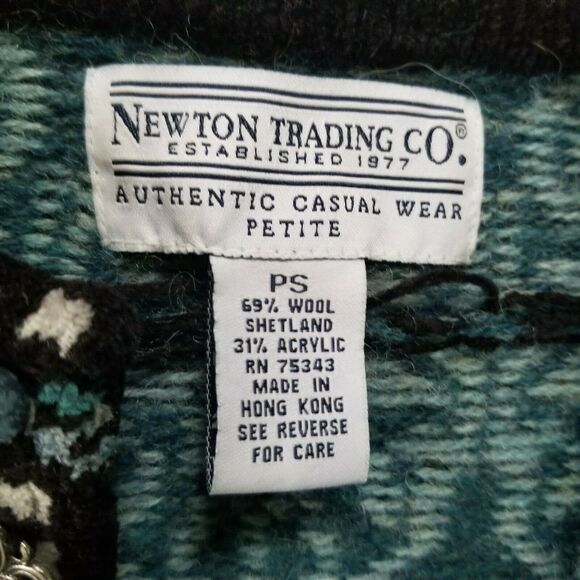 NEWTON TRADING CO.®
ESTABLISHED 1977
AUTHENTIC CASUAL WEAR
PETITE
PS
69% WOOL
SHETLAND
31% ACRYLIC
RN 75343
MADE IN
HONG KONG
SEE REVERSE
FOR CARE